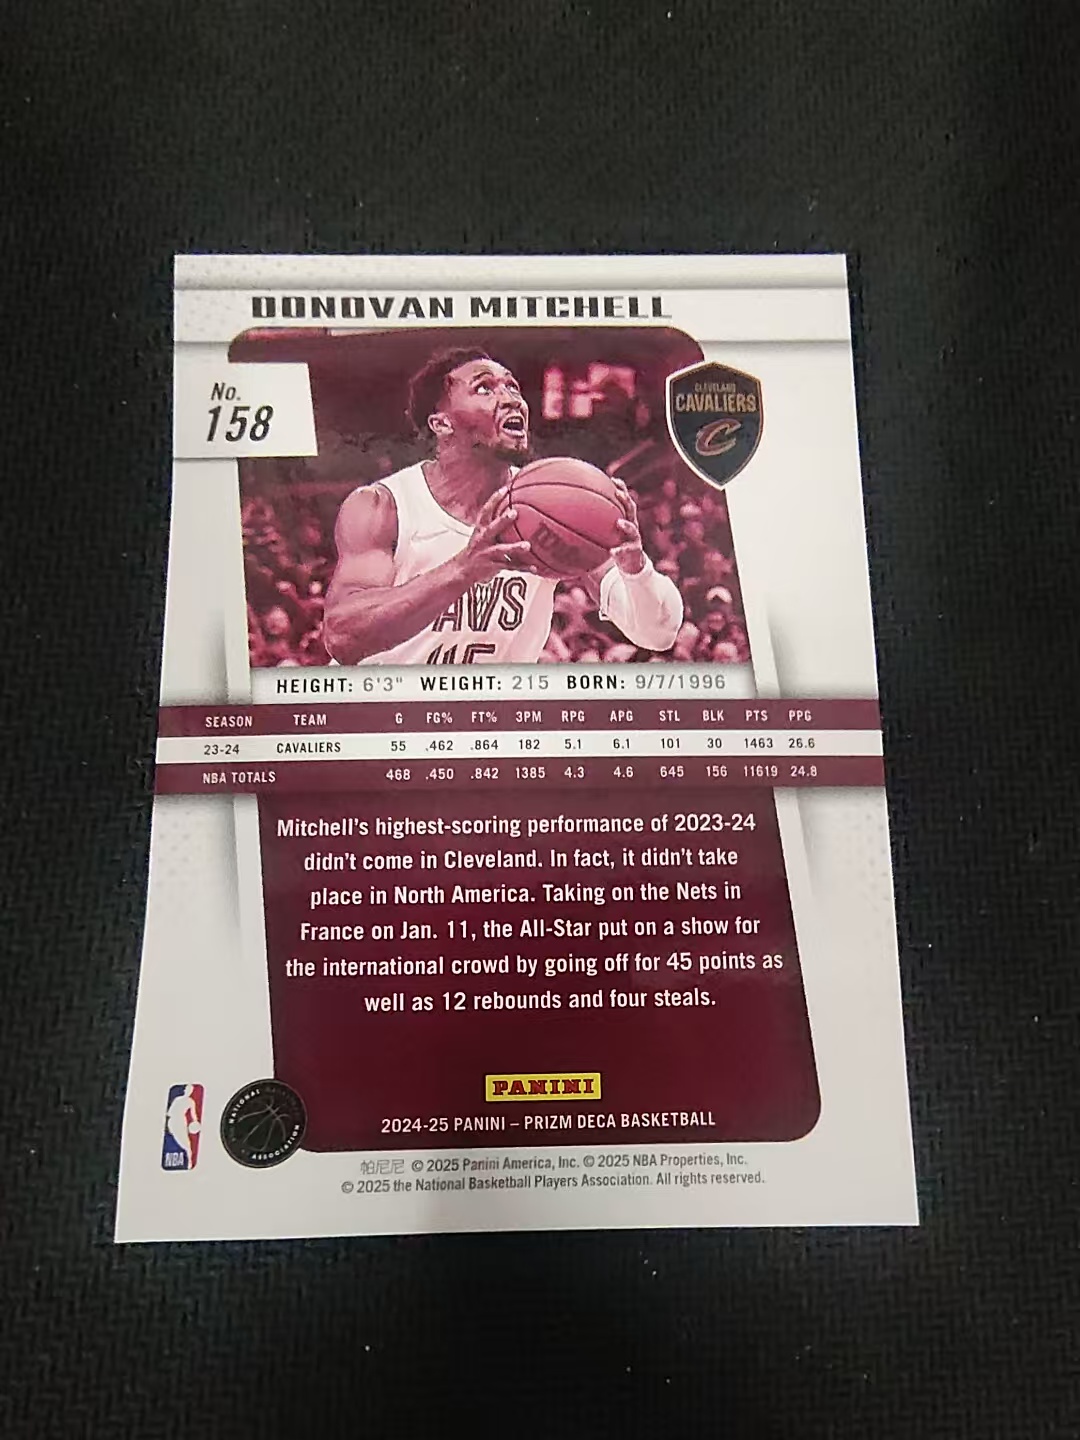 DONOVAN MITCHELL
No.
158
CLEVELAND
CAVALIERS
C
AWS
HEIGHT: 6'3" WEIGHT: 215 BORN: 9/7/1996
SEASON TEAM G FG% FT% 3PM RPG APG STL BLK PTS PPG
23-24 CAVALIERS 55 .462 .864 182 5.1 6.1 101 30 1463 26.6
NBA TOTALS 468 .450 .842 1385 4.3 4.6 645 156 11619 24.8
Mitchell's highest-scoring performance of 2023-24
didn't come in Cleveland. In fact, it didn't take
place in North America. Taking on the Nets in
France on Jan. 11, the All-Star put on a show for
the international crowd by going off for 45 points as
well as 12 rebounds and four steals.
PANINI
2024-25 PANINI – PRIZM DECA BASKETBALL
NBA
NATIONAL
ASSOCIATION
帕尼尼 © 2025 Panini America, Inc. © 2025 NBA Properties, Inc.
© 2025 the National Basketball Players Association. All rights reserved.